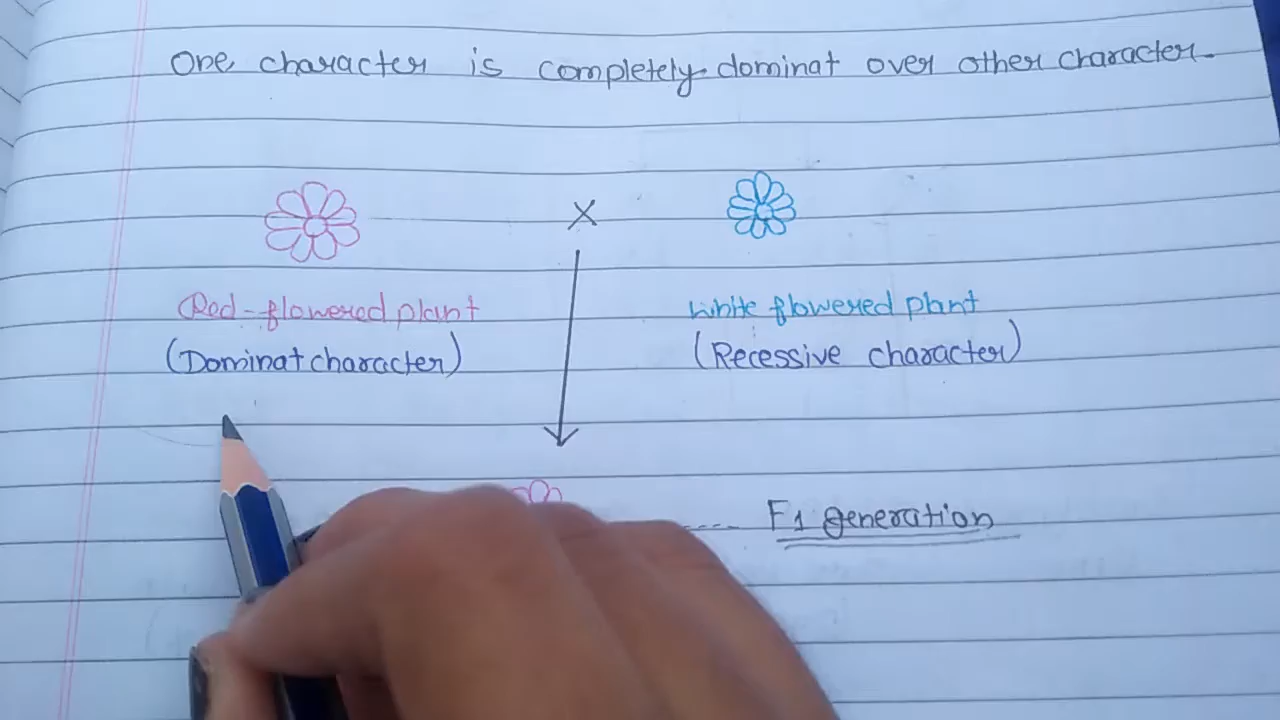 One character is completely dominat over other character.
X
Red-flowered plant
White flowered plant
(Dominat character)
(Recessive character)
---- F1 generation